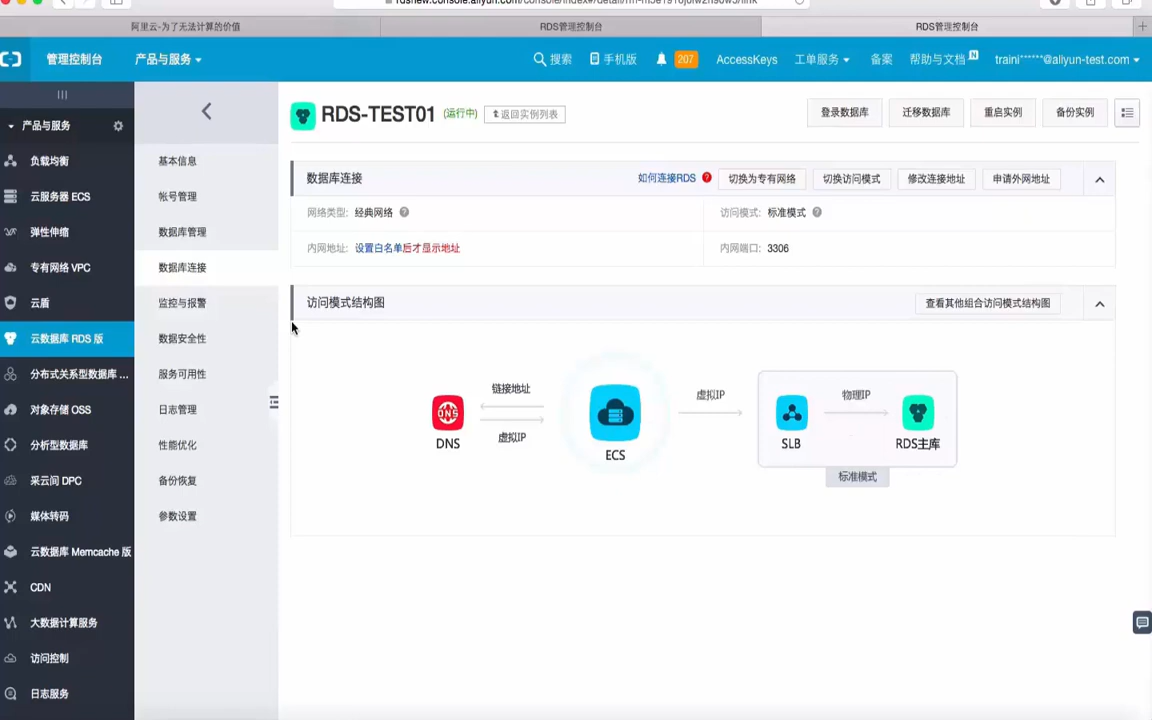 阿里云-为了无法计算的价值
RDS管理控制台
RDS管理控制台
管理控制台
产品与服务
搜索
手机版
207
AccessKeys
工单服务
备案
帮助与文档
N
traini******@aliyun-test.com
产品与服务
负载均衡
云服务器 ECS
弹性伸缩
专有网络 VPC
云盾
云数据库 RDS 版
分布式关系型数据库 ...
对象存储 OSS
分析型数据库
采云间 DPC
媒体转码
云数据库 Memcache 版
CDN
大数据计算服务
访问控制
日志服务
基本信息
帐号管理
数据库管理
数据库连接
监控与报警
数据安全性
服务可用性
日志管理
性能优化
备份恢复
参数设置
RDS-TEST01
(运行中)
返回实例列表
登录数据库
迁移数据库
重启实例
备份实例
数据库连接
如何连接RDS
切换为专有网络
切换访问模式
修改连接地址
申请外网地址
网络类型: 经典网络
访问模式: 标准模式
内网地址: 设置白名单后才显示地址
内网端口: 3306
访问模式结构图
查看其他组合访问模式结构图
链接地址
虚拟IP
DNS
DNS
ECS
虚拟IP
物理IP
SLB
RDS主库
标准模式